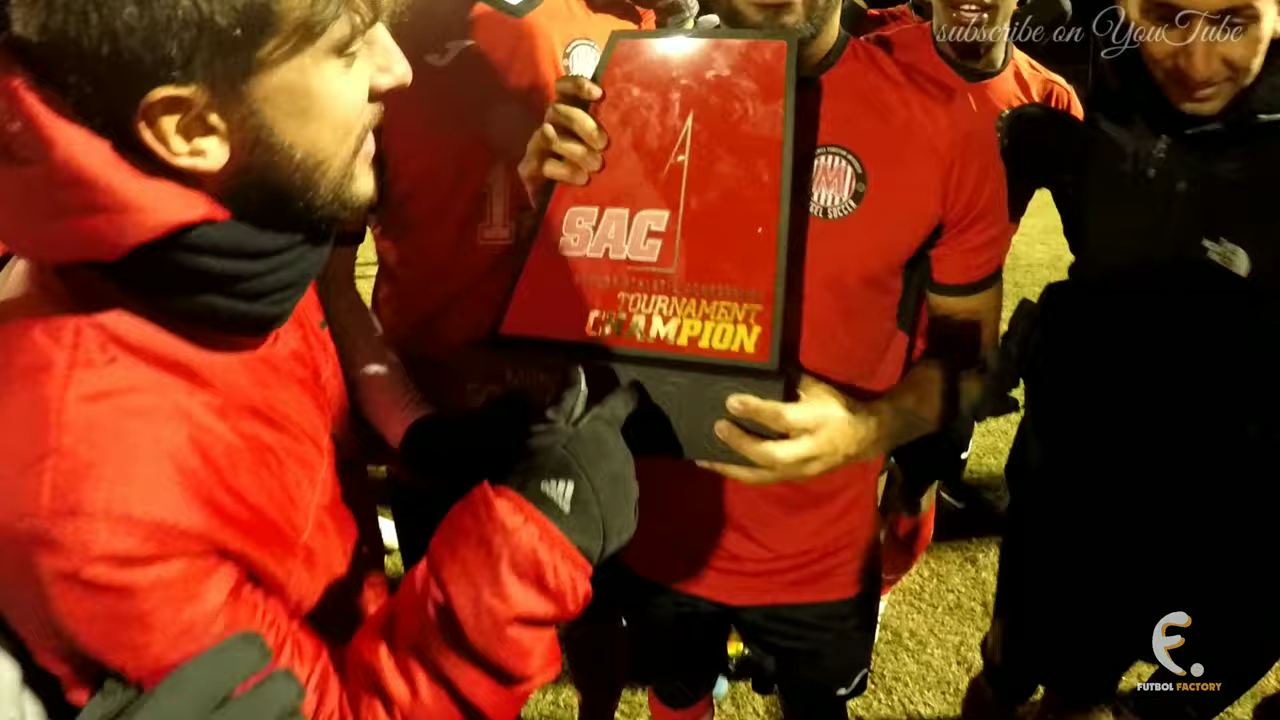 subscribe on YouTube
SAC
TOURNAMENT
CHAMPION
M
FUTBOL FACTORY